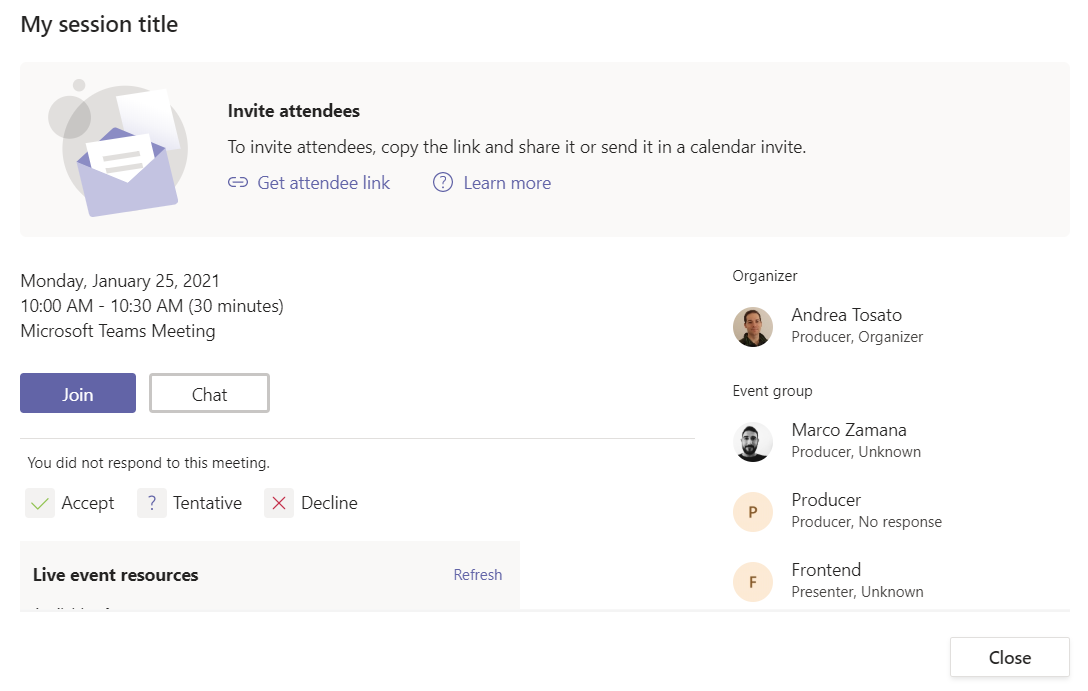 My session title
Invite attendees
To invite attendees, copy the link and share it or send it in a calendar invite.
Get attendee link
? Learn more
Monday, January 25, 2021
10:00 AM - 10:30 AM (30 minutes)
Microsoft Teams Meeting
Join
Chat
You did not respond to this meeting.
Accept
? Tentative
Decline
Live event resources
Refresh
Organizer
Andrea Tosato
Producer, Organizer
Event group
Marco Zamana
Producer, Unknown
P
Producer
Producer, No response
F
Frontend
Presenter, Unknown
Close